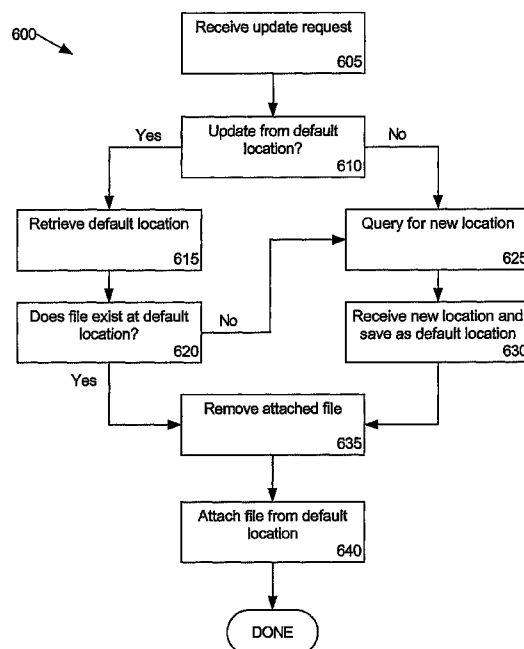 600
Receive update request
605
Update from default
location?
610
Yes
No
Retrieve default location
615
Query for new location
625
Does file exist at default
location?
620
No
Receive new location and
save as default location
630
Yes
Remove attached file
635
Attach file from default
location
640
DONE